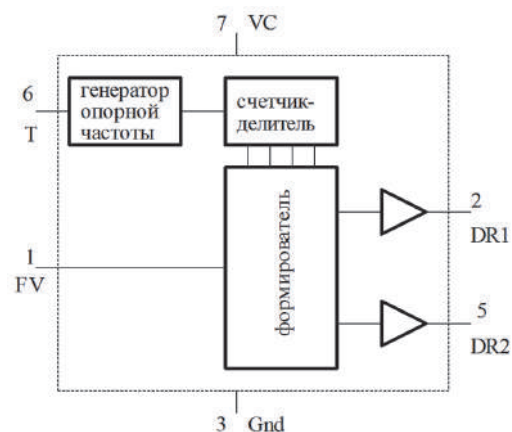 7 VC
6
T
генератор
опорной
частоты
счетчик-
делитель
формирователь
1
FV
2
DR1
5
DR2
3 Gnd